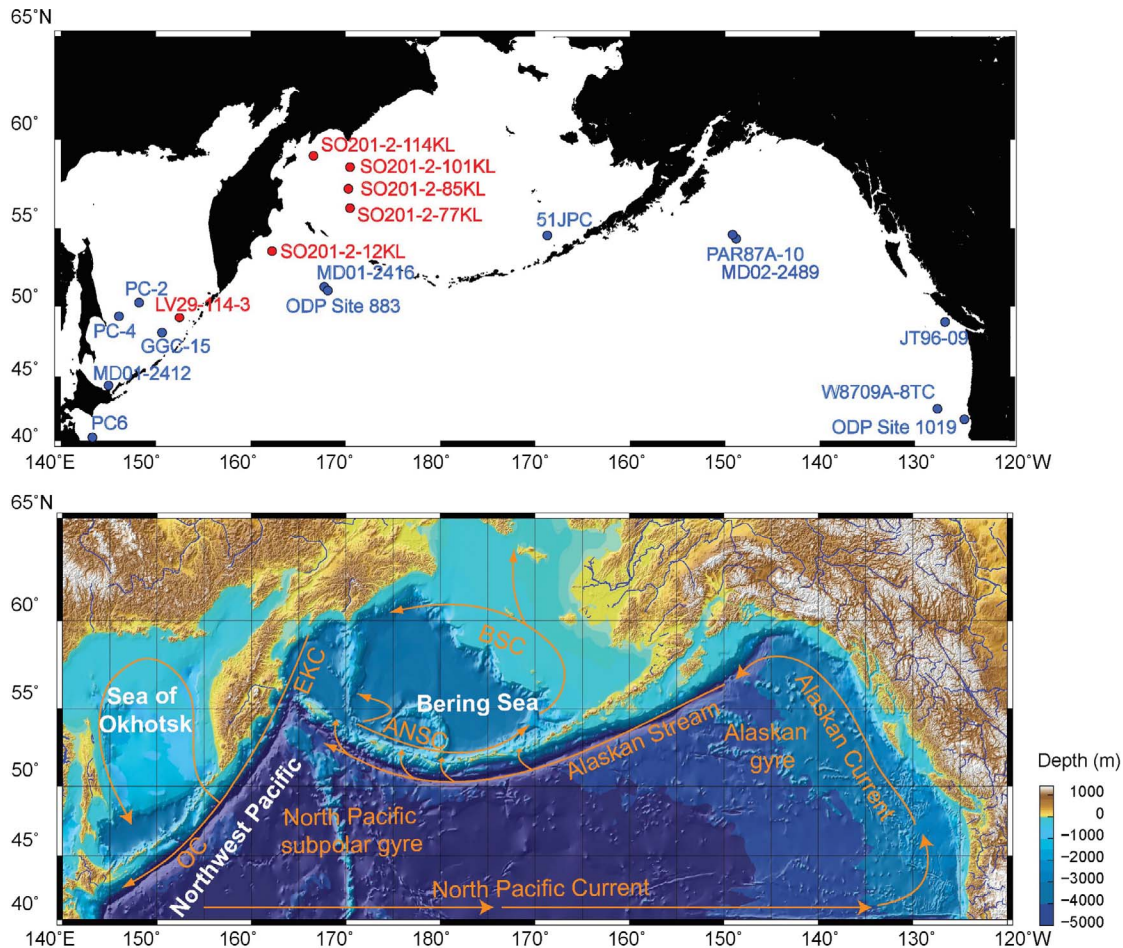 65˚N
60˚
55˚
50˚
45˚
40˚
SO201-2-114KL
SO201-2-101KL
SO201-2-85KL
SO201-2-77KL
51JPC
SO201-2-12KL
PAR87A-10
MD02-2489
MD01-2416
ODP Site 883
PC-2
LV29-114-3
PC-4
GGC-15
JT96-09
MD01-2412
W8709A-8TC
PC6
ODP Site 1019
140˚E 150˚ 160˚ 170˚ 180˚ 170˚ 160˚ 150˚ 140˚ 130˚ 120˚W
65˚N
60˚
55˚
50˚
45˚
40˚
BSC
EKC
Sea of
Okhotsk
Bering Sea
ANSC
Alaskan Stream
Alaskan
gyre
Alaskan Current
Northwest Pacific
North Pacific
subpolar gyre
OC
North Pacific Current
140˚E 150˚ 160˚ 170˚ 180˚ 170˚ 160˚ 150˚ 140˚ 130˚ 120˚W
Depth (m)
1000
0
−1000
−2000
−3000
−4000
−5000